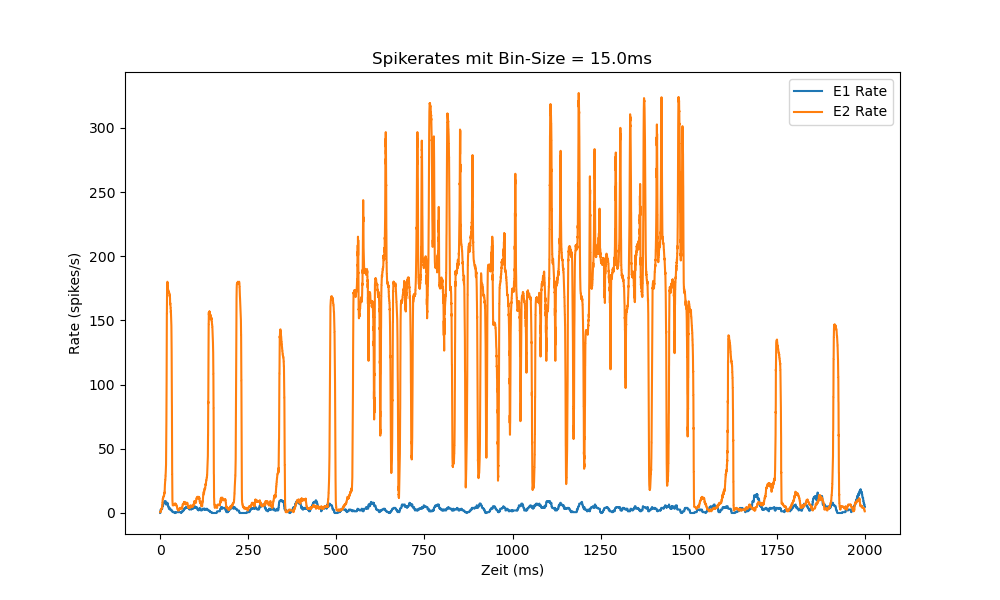 Spikerates mit Bin-Size = 15.0ms
E1 Rate
E2 Rate
Rate (spikes/s)
300
250
200
150
100
50
0
0 250 500 750 1000 1250 1500 1750 2000
Zeit (ms)